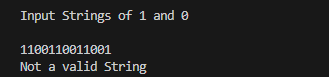 Input Strings of 1 and 0
1100110011001
Not a valid String